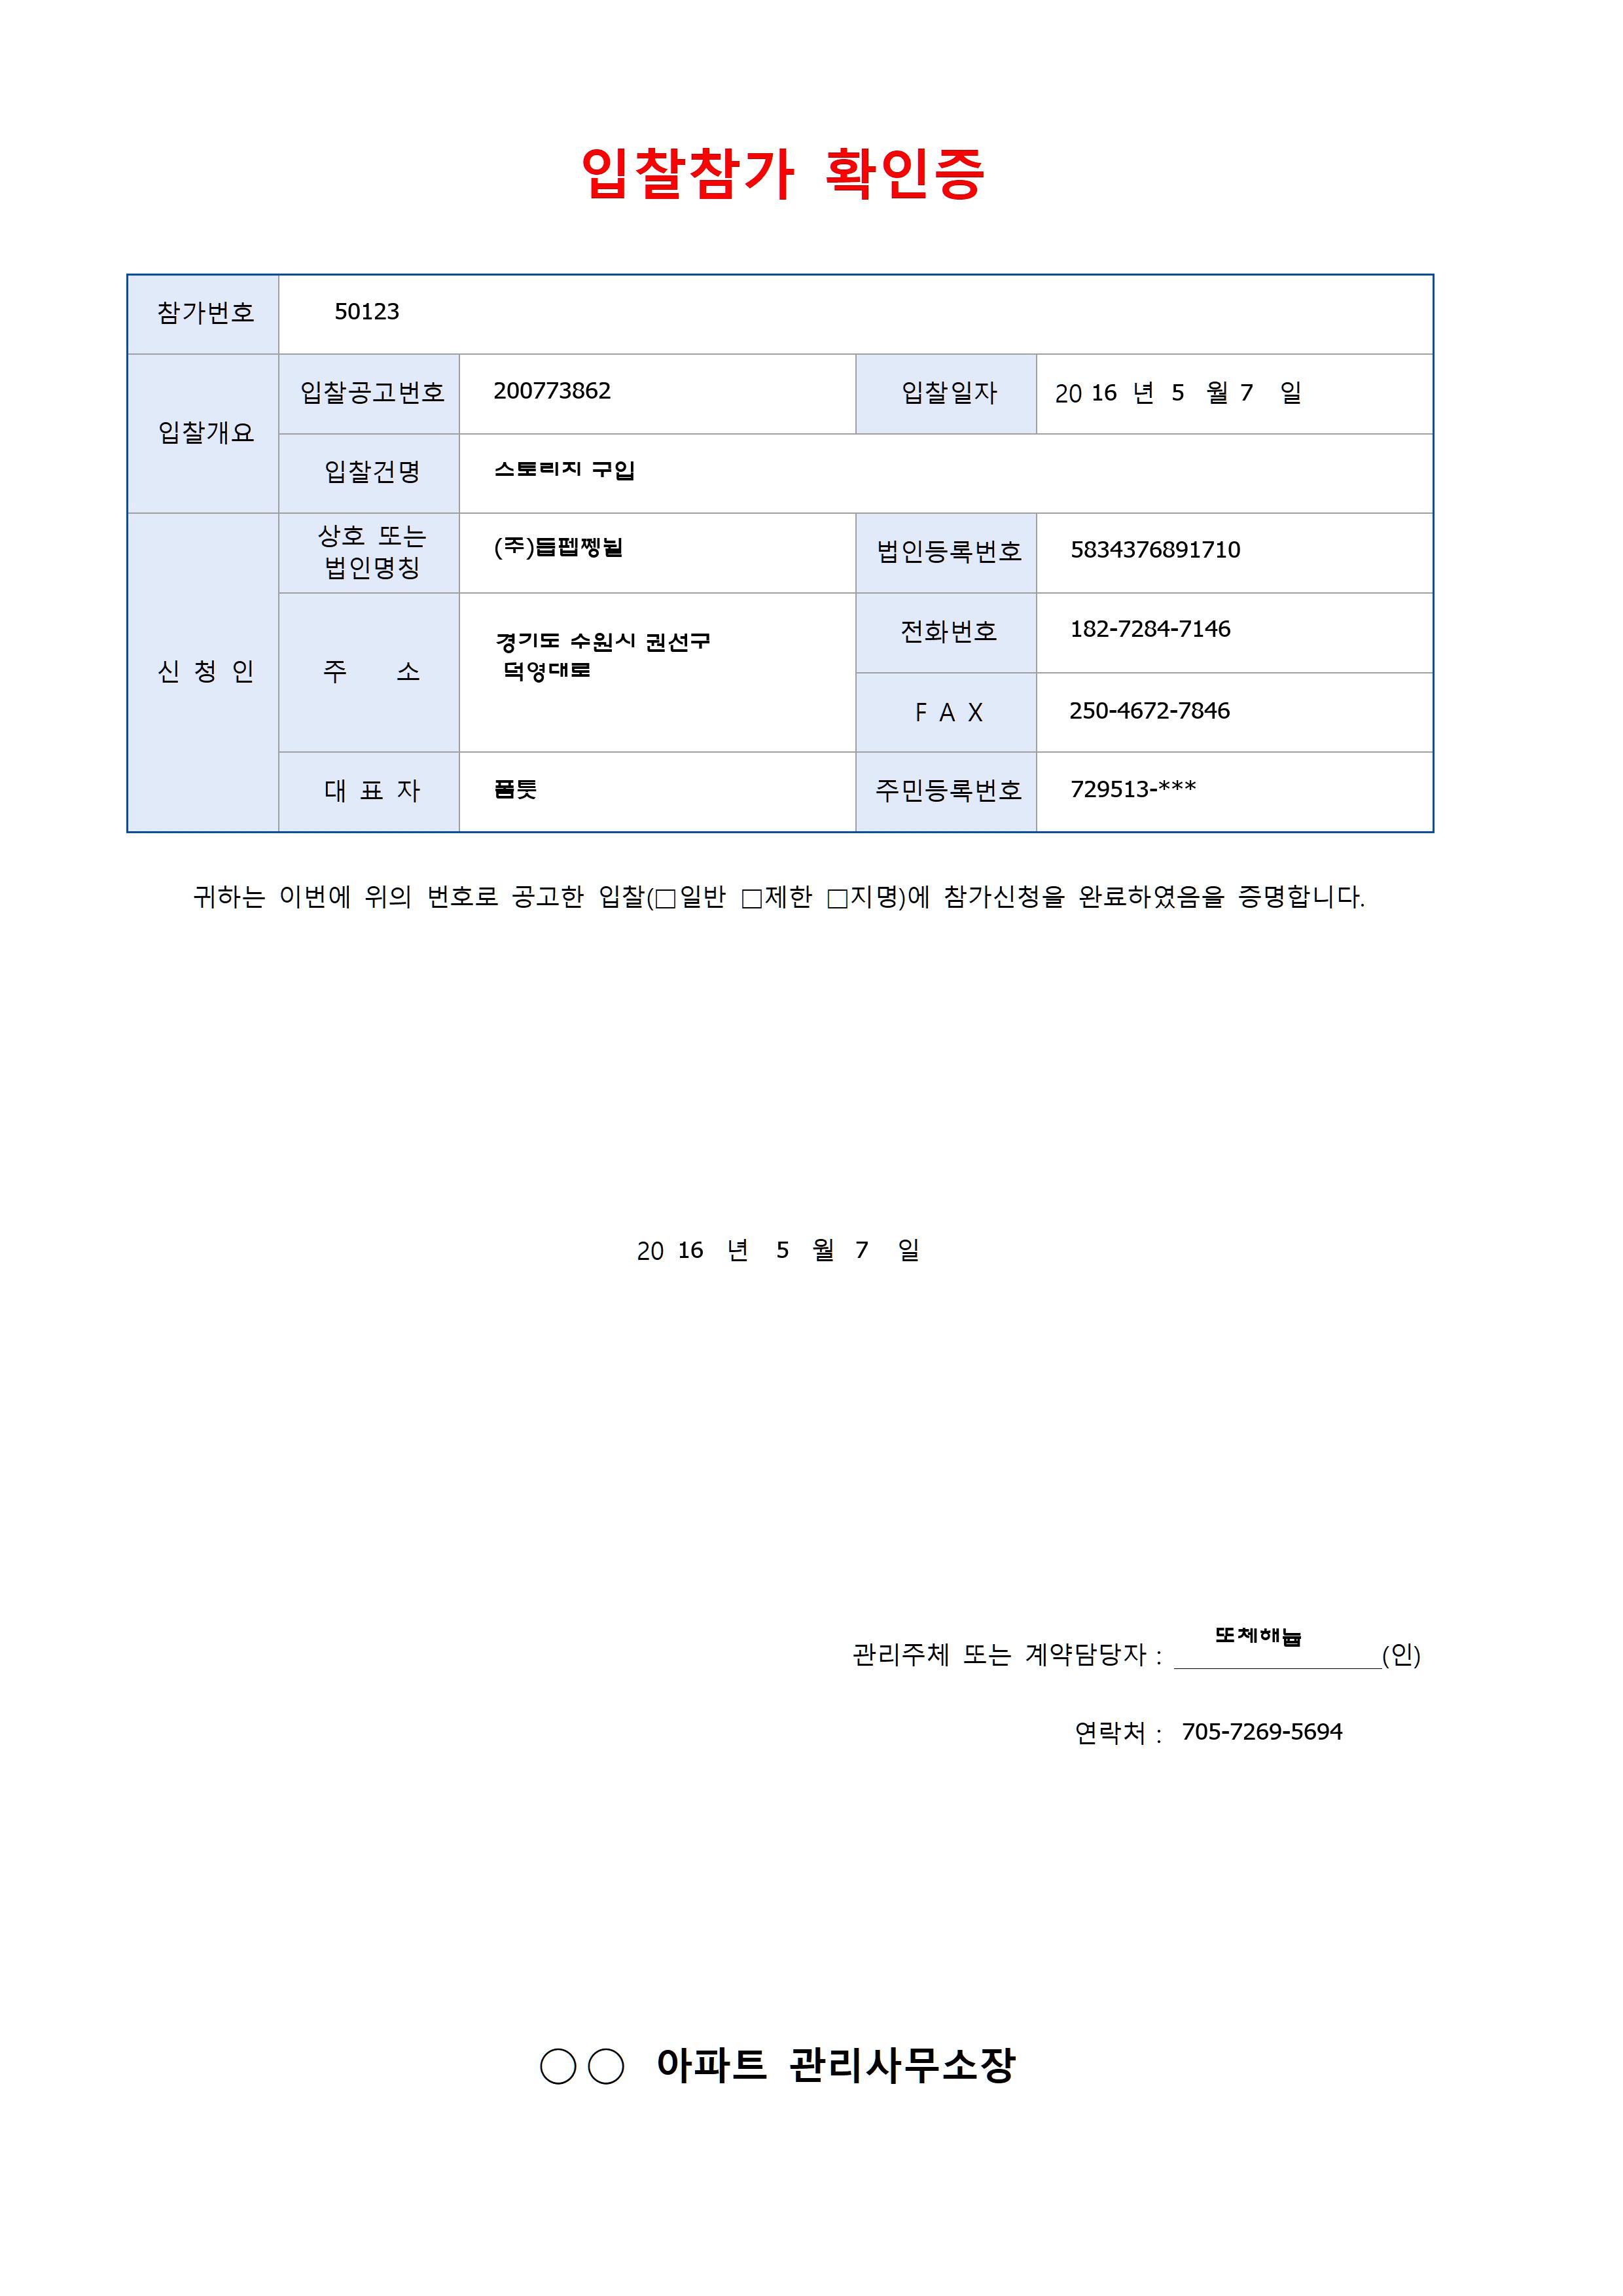 입찰참가 확인증
참가번호 50123
입찰개요 입찰공고번호 200773862 입찰일자 20 16 년 5 월 7 일
입찰건명 스토리지 구입
신 청 인 상호 또는 법인명칭 (주)듭펩쩽뷜 법인등록번호 5834376891710
주 소 경기도 수원시 권선구
덕영대로
전화번호 182-7284-7146
F A X 250-4672-7846
대 표 자 폼틋 주민등록번호 729513-***
귀하는 이번에 위의 번호로 공고한 입찰(□일반 □제한 □지명)에 참가신청을 완료하였음을 증명합니다.
20 16 년 5 월 7 일
관리주체 또는 계약담당자 : 또체해늡 (인)
연락처 : 705-7269-5694
○○ 아파트 관리사무소장